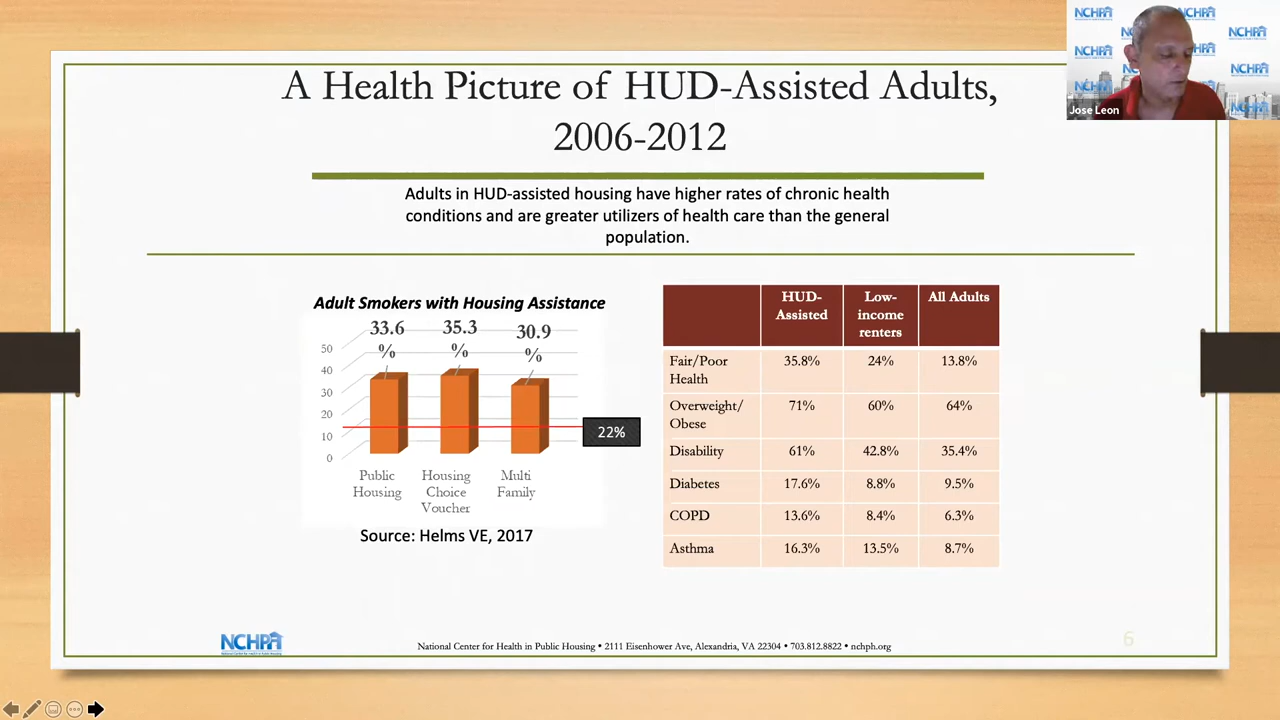 A Health Picture of HUD-Assisted Adults,
2006-2012
Adults in HUD-assisted housing have higher rates of chronic health
conditions and are greater utilizers of health care than the general
population.
Adult Smokers with Housing Assistance
33.6
%
35.3
%
30.9
%
50
40
30
20
10
0
22%
Public
Housing
Housing
Choice
Voucher
Multi
Family
Source: Helms VE, 2017
HUD-
Assisted
Low-
income
renters
All Adults
Fair/Poor
Health
35.8%
24%
13.8%
Overweight/
Obese
71%
60%
64%
Disability
61%
42.8%
35.4%
Diabetes
17.6%
8.8%
9.5%
COPD
13.6%
8.4%
6.3%
Asthma
16.3%
13.5%
8.7%
NCHPH
National Center for Health in Public Housing • 2111 Eisenhower Ave, Alexandria, VA 22304 • 703.812.8822 • nchph.org
6
NCHPH
Jose Leon